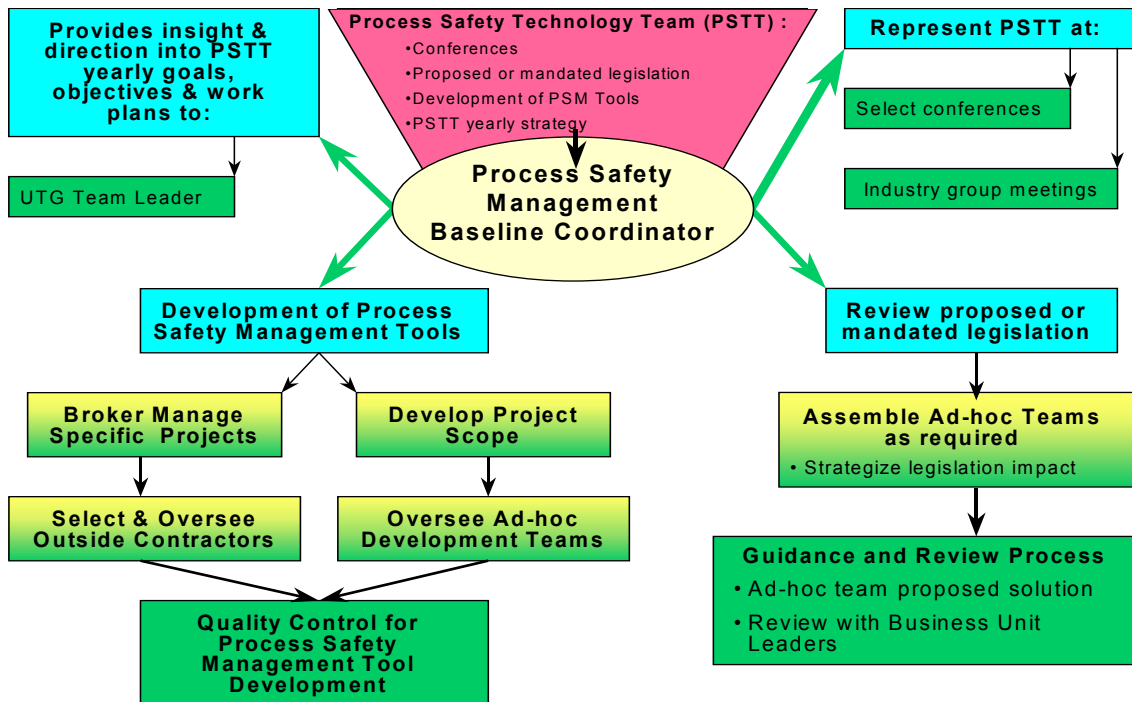 Provides insight &
direction into PSTT
yearly goals,
objectives & work
plans to:
UTG Team Leader
Process Safety Technology Team (PSTT) :
•Conferences
•Proposed or mandated legislation
•Development of PSM Tools
•PSTT yearly strategy
Process Safety
Management
Baseline Coordinator
Represent PSTT at:
Select conferences
Industry group meetings
Development of Process
Safety Management Tools
Broker Manage
Specific Projects
Develop Project
Scope
Select & Oversee
Outside Contractors
Oversee Ad-hoc
Development Teams
Quality Control for
Process Safety
Management Tool
Development
Review proposed or
mandated legislation
Assemble Ad-hoc Teams
as required
• Strategize legislation impact
Guidance and Review Process
• Ad-hoc team proposed solution
• Review with Business Unit
Leaders